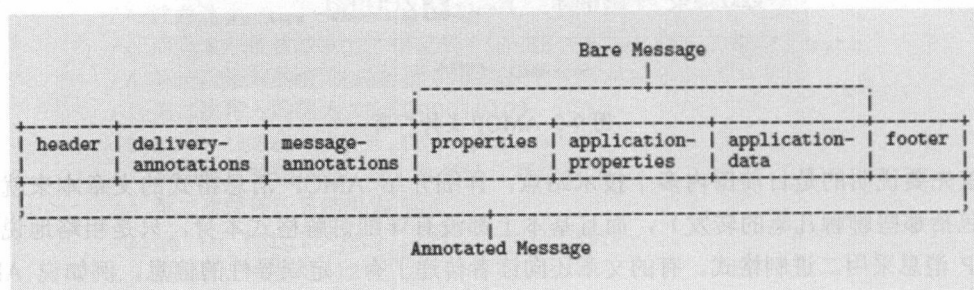 Bare Message
header | delivery- | message- | properties | application- | application- | footer
annotations | annotations | properties | data
Annotated Message